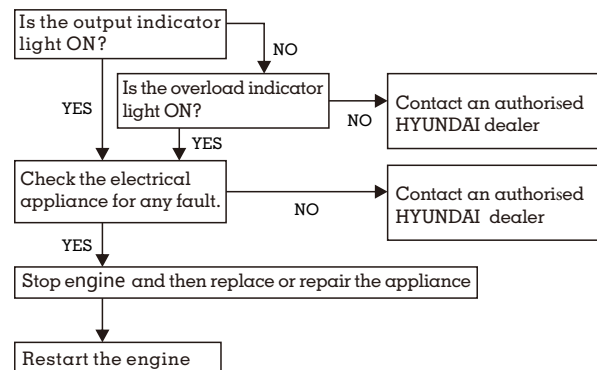 Is the output indicator
light ON?
NO
Is the overload indicator
light ON?
YES
NO
Contact an authorised
HYUNDAI dealer
YES
Check the electrical
appliance for any fault.
NO
Contact an authorised
HYUNDAI dealer
YES
Stop engine and then replace or repair the appliance
Restart the engine